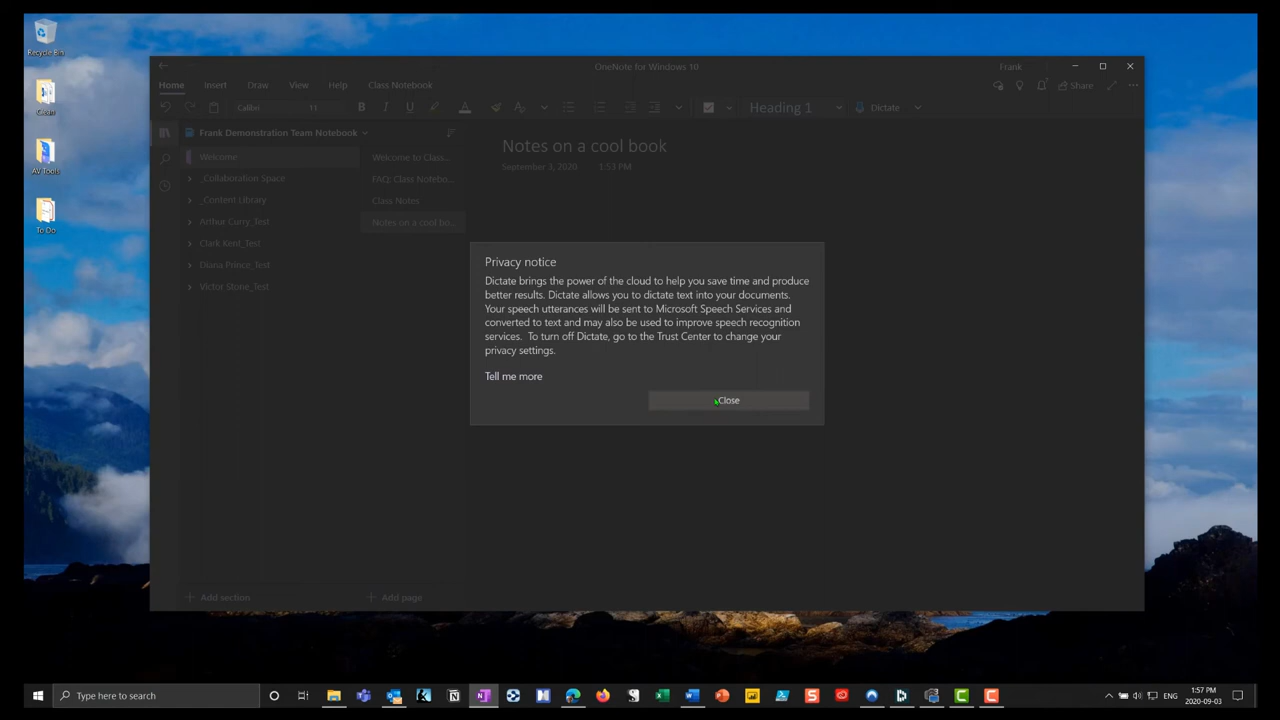 Recycle Bin
Clean
AV Tools
To Do
OneNote for Windows 10
Frank
Home Insert Draw View Help Class Notebook
Share
Calibri 11 B I U A Heading 1 Dictate
Frank Demonstration Team Notebook
Welcome
_Collaboration Space
_Content Library
Arthur Curry_Test
Clark Kent_Test
Diana Prince_Test
Victor Stone_Test
Welcome to Class...
FAQ: Class Notebo...
Class Notes
Notes on a cool bo...
Notes on a cool book
September 3, 2020 1:53 PM
Privacy notice
Dictate brings the power of the cloud to help you save time and produce
better results. Dictate allows you to dictate text into your documents.
Your speech utterances will be sent to Microsoft Speech Services and
converted to text and may also be used to improve speech recognition
services. To turn off Dictate, go to the Trust Center to change your
privacy settings.
Tell me more
Close
Add section
Add page
Type here to search
ENG
1:57 PM
2020-09-03